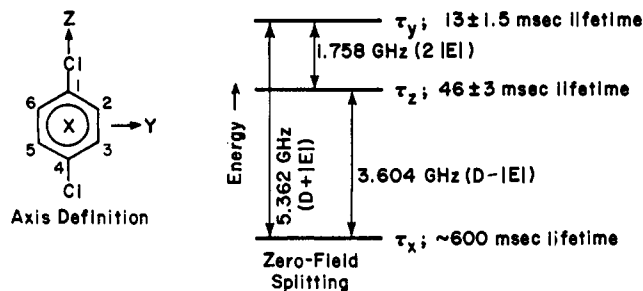 Z
Cl
1
6
2
X
Y
5
3
4
Cl
Axis Definition
Energy
τy; 13±1.5 msec lifetime
1.758 GHz (2|E|)
τz; 46±3 msec lifetime
5.362 GHz
(D+|E|)
3.604 GHz (D-|E|)
τx; ~600 msec lifetime
Zero-Field
Splitting